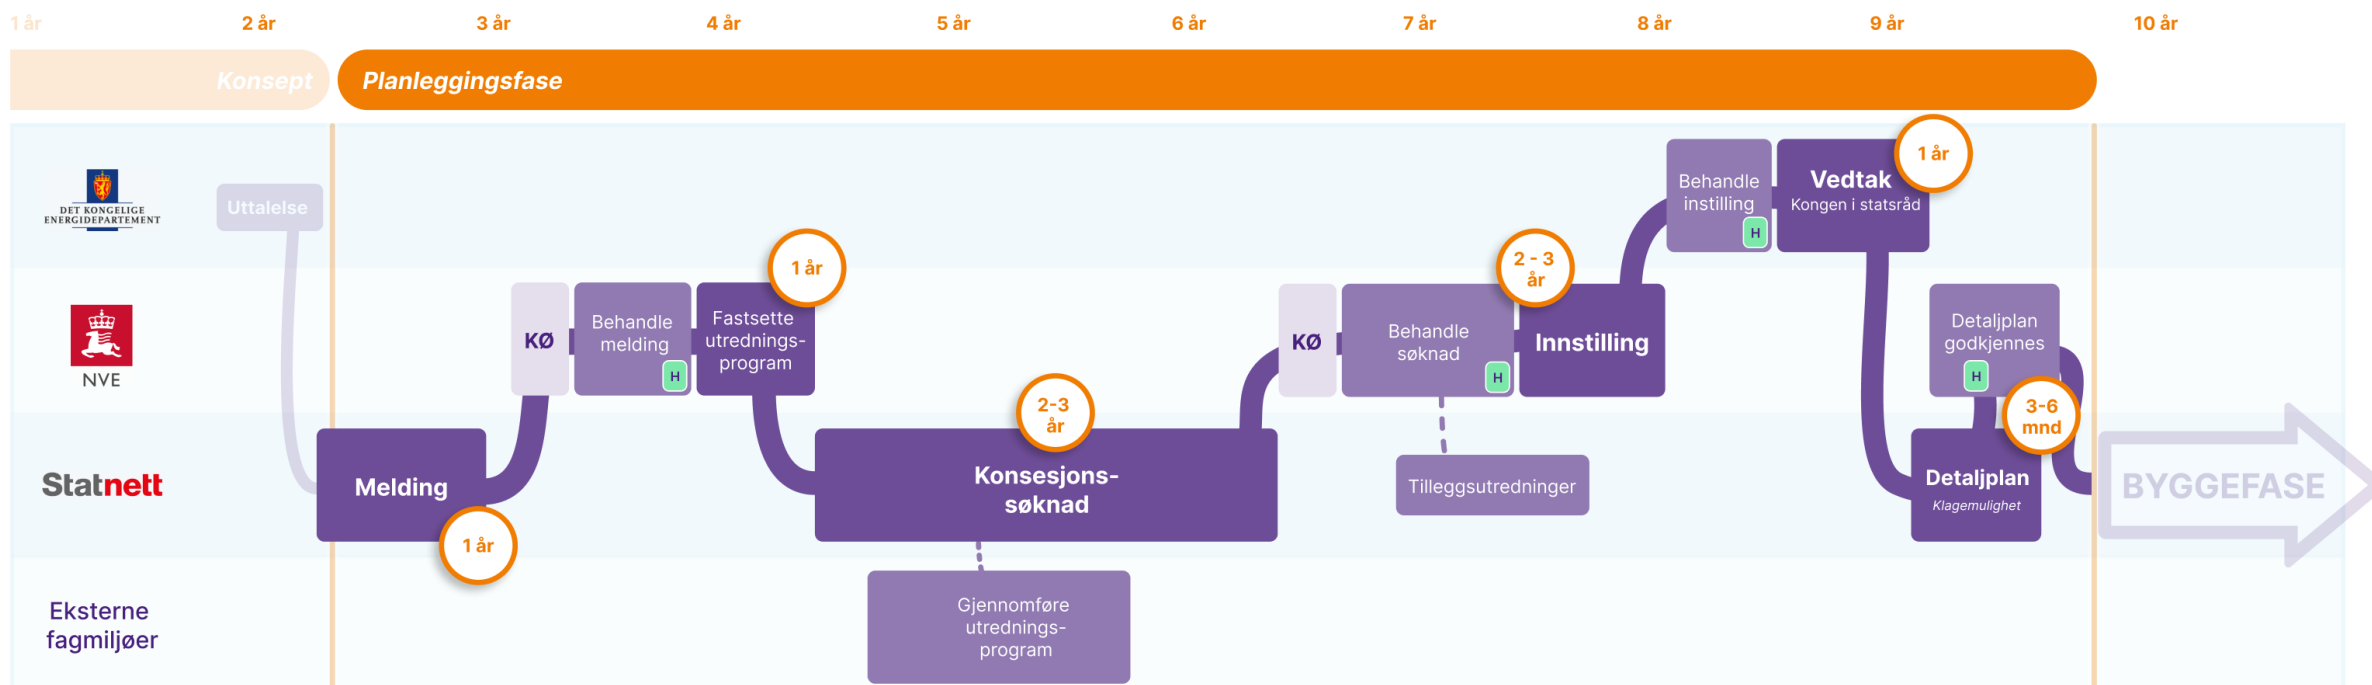 1 år
2 år
3 år
4 år
5 år
6 år
7 år
8 år
9 år
10 år
Konsept
Planleggingsfase
DET KONGELIGE
ENERGIDEPARTEMENT
Uttalelse
Behandle
instilling
H
Vedtak
Kongen i statsråd
1 år
NVE
KØ
Behandle
melding
H
Fastsette
utrednings-
program
1 år
KØ
Behandle
søknad
H
2 - 3
år
Innstilling
Detaljplan
godkjennes
H
Statnett
Melding
1 år
2-3
år
Konsesjons-
søknad
Tilleggsutredninger
3-6
mnd
Detaljplan
Klagemulighet
BYGGEFASE
Eksterne
fagmiljøer
Gjennomføre
utrednings-
program